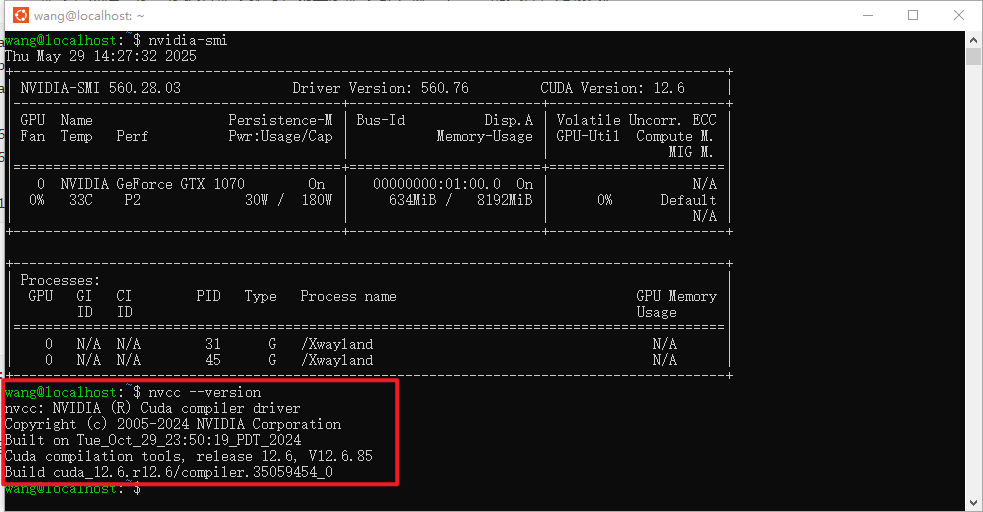 wang@localhost: ~
wang@localhost:~$ nvidia-smi
Thu May 29 14:27:32 2025
NVIDIA-SMI 560.28.03 Driver Version: 560.76 CUDA Version: 12.6
GPU Name Persistence-M Bus-Id Disp.A Volatile Uncorr. ECC
Fan Temp Perf Pwr:Usage/Cap Memory-Usage GPU-Util Compute M.
MIG M.
0 NVIDIA GeForce GTX 1070 On 00000000:01:00.0 On N/A
0% 33C P2 30W / 180W 634MiB / 8192MiB 0% Default
N/A
Processes:
GPU GI CI PID Type Process name GPU Memory
ID ID Usage
0 N/A N/A 31 G /Xwayland N/A
0 N/A N/A 45 G /Xwayland N/A
wang@localhost:~$ nvcc --version
nvcc: NVIDIA (R) Cuda compiler driver
Copyright (c) 2005-2024 NVIDIA Corporation
Built on Tue_Oct_29_23:50:19_PDT_2024
Cuda compilation tools, release 12.6, V12.6.85
Build cuda_12.6.r12.6/compiler.35059454_0
wang@localhost:~$